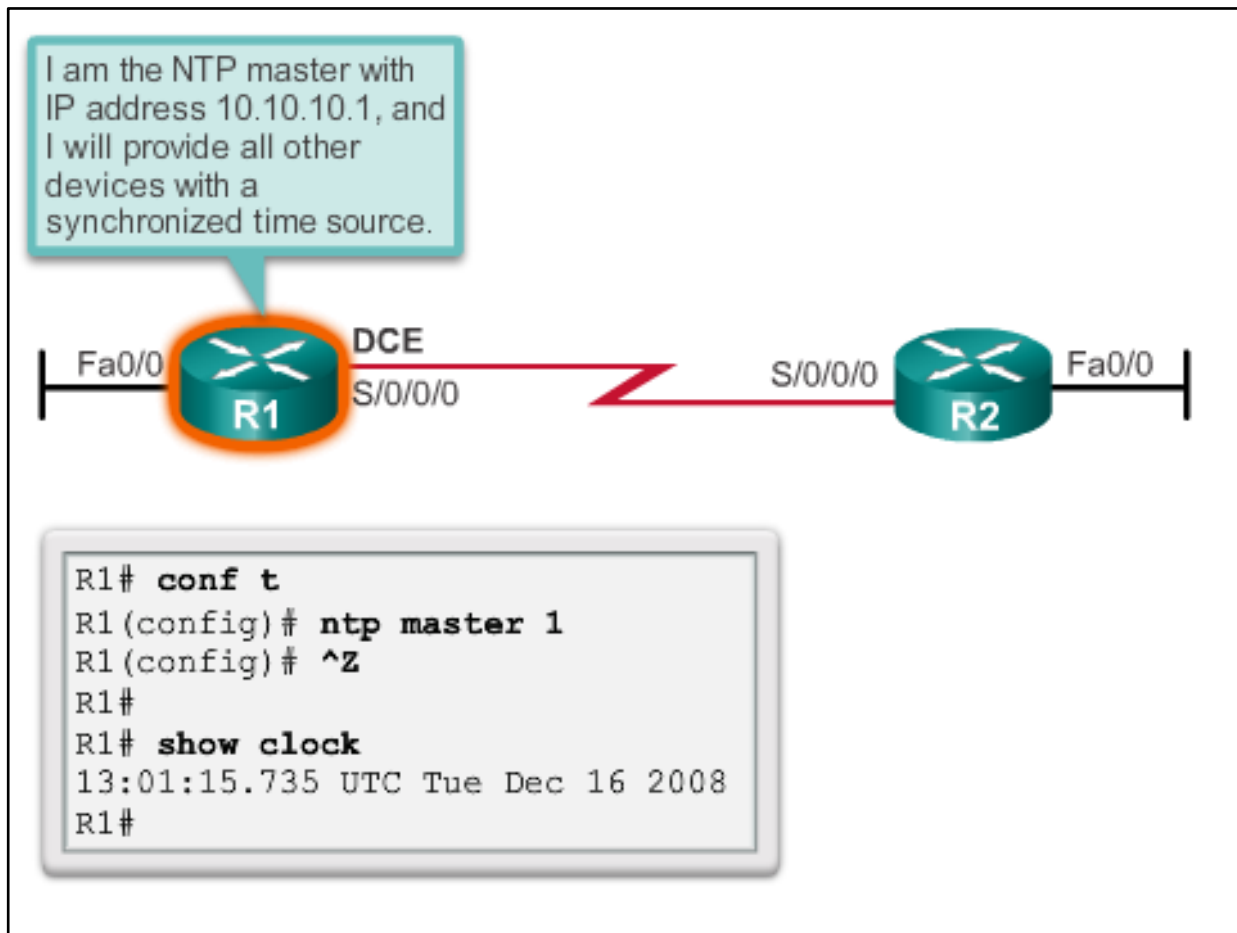 I am the NTP master with
IP address 10.10.10.1, and
I will provide all other
devices with a
synchronized time source.
Fa0/0
R1
DCE
S/0/0/0
S/0/0/0
R2
Fa0/0
R1# conf t
R1(config)# ntp master 1
R1(config)# ^Z
R1#
R1# show clock
13:01:15.735 UTC Tue Dec 16 2008
R1#